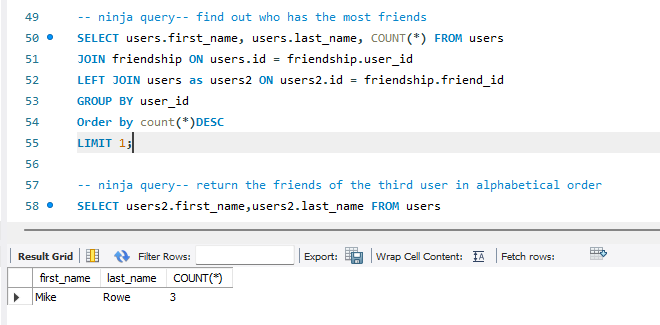 49 -- ninja query-- find out who has the most friends
50 SELECT users.first_name, users.last_name, COUNT(*) FROM users
51 JOIN friendship ON users.id = friendship.user_id
52 LEFT JOIN users as users2 ON users2.id = friendship.friend_id
53 GROUP BY user_id
54 Order by count(*)DESC
55 LIMIT 1;
56
57 -- ninja query-- return the friends of the third user in alphabetical order
58 SELECT users2.first_name,users2.last_name FROM users
Result Grid Filter Rows: Export: Wrap Cell Content: Fetch rows:
first_name last_name COUNT(*)
Mike Rowe 3